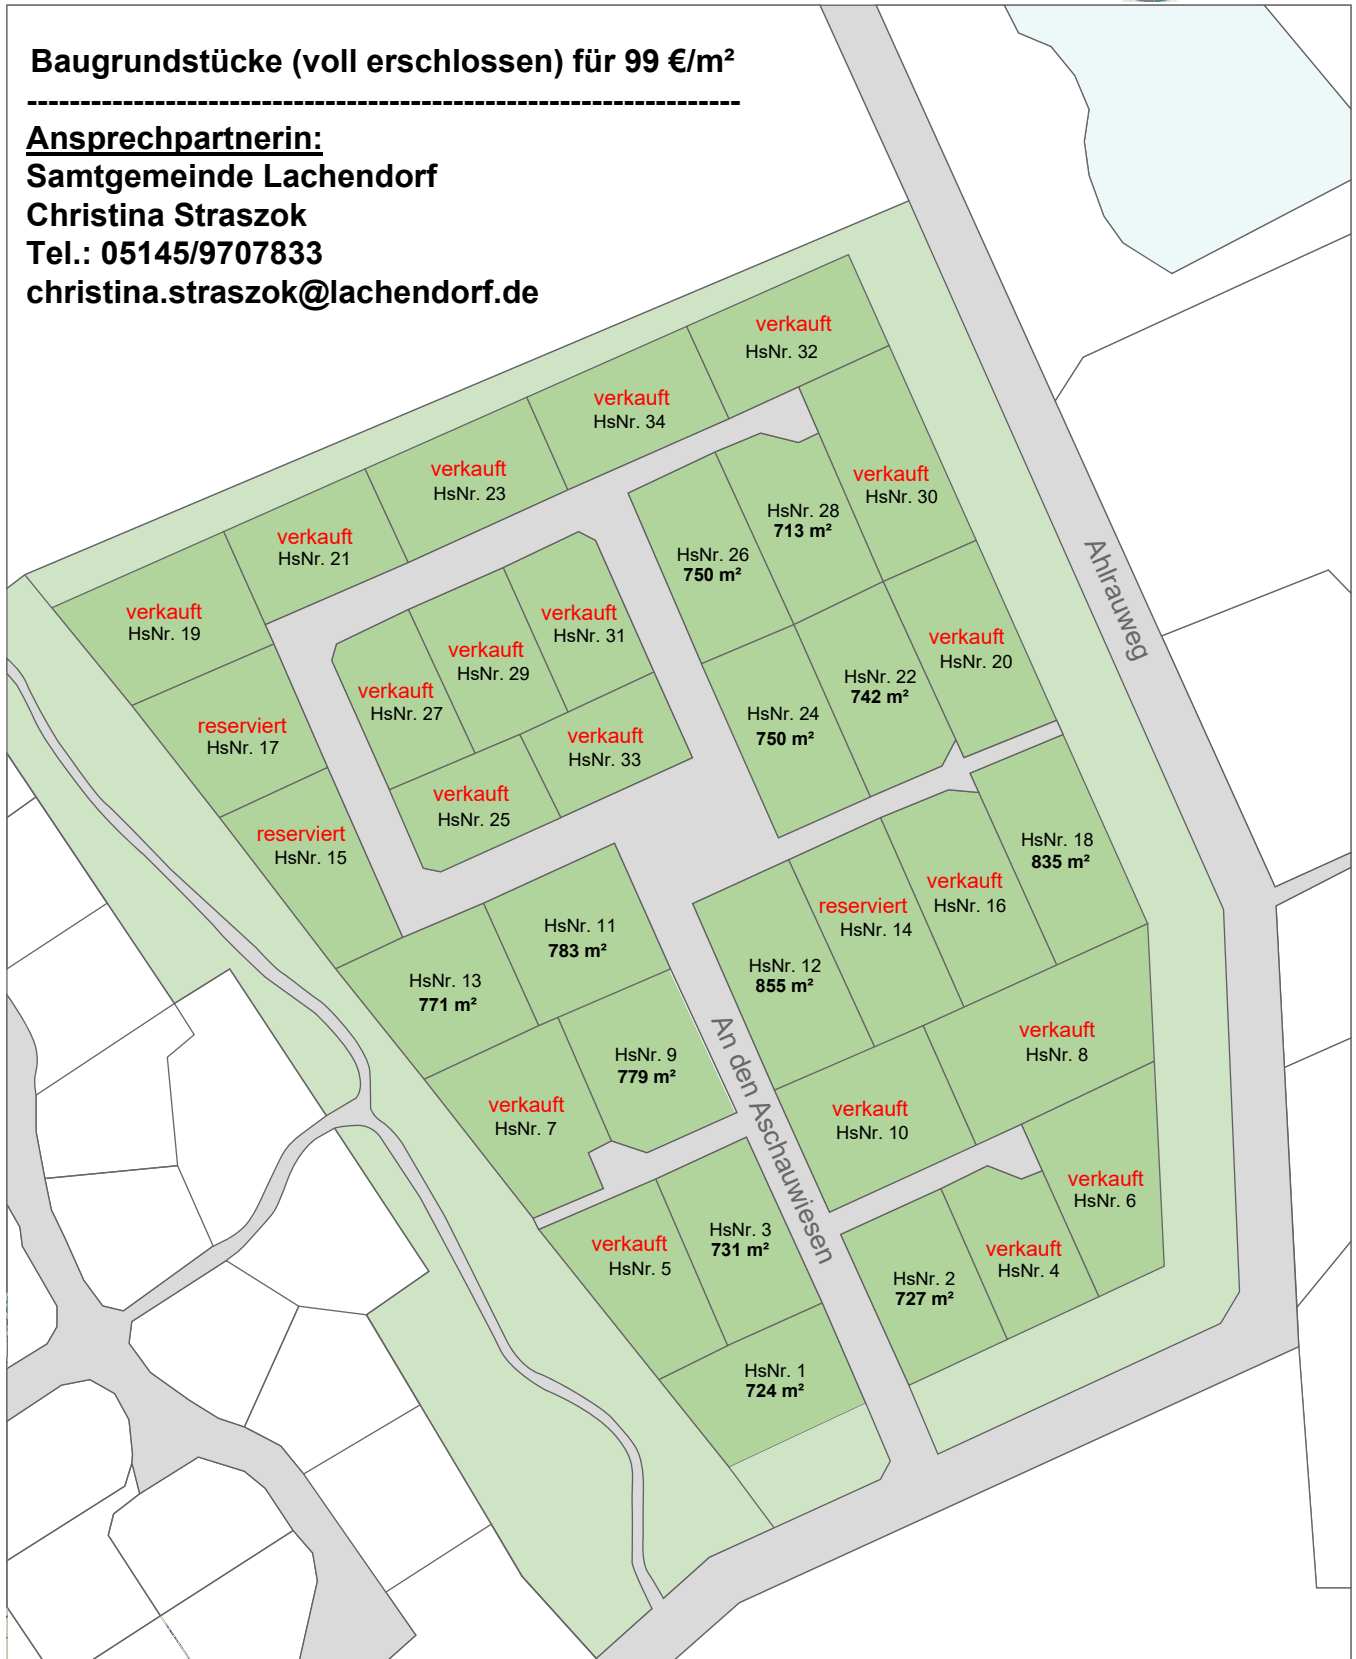 Baugrundstücke (voll erschlossen) für 99 €/m²
-----------------------------------------------------------------
Ansprechpartnerin:
Samtgemeinde Lachendorf
Christina Straszok
Tel.: 05145/9707833
christina.straszok@lachendorf.de
verkauft
HsNr. 32
verkauft
HsNr. 34
verkauft
HsNr. 23
verkauft
HsNr. 21
verkauft
HsNr. 19
verkauft
HsNr. 30
HsNr. 28
713 m²
HsNr. 26
750 m²
verkauft
HsNr. 31
verkauft
HsNr. 29
verkauft
HsNr. 27
verkauft
HsNr. 20
HsNr. 22
742 m²
HsNr. 24
750 m²
reserviert
HsNr. 17
verkauft
HsNr. 33
verkauft
HsNr. 25
reserviert
HsNr. 15
Ahlrauweg
HsNr. 18
835 m²
verkauft
HsNr. 16
reserviert
HsNr. 14
HsNr. 12
855 m²
HsNr. 11
783 m²
HsNr. 13
771 m²
HsNr. 9
779 m²
verkauft
HsNr. 7
An den Aschauwiesen
verkauft
HsNr. 8
verkauft
HsNr. 10
verkauft
HsNr. 6
verkauft
HsNr. 4
HsNr. 2
727 m²
HsNr. 3
731 m²
verkauft
HsNr. 5
HsNr. 1
724 m²